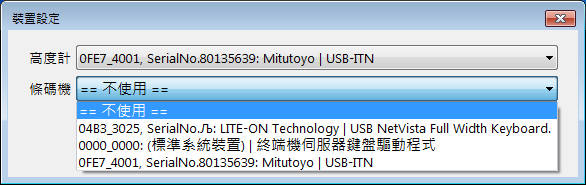 裝置設定
高度計 0FE7_4001, SerialNo.80135639: Mitutoyo | USB-ITN
條碼機 == 不使用 ==
== 不使用 ==
04B3_3025, SerialNo.Љ: LITE-ON Technology | USB NetVista Full Width Keyboard.
0000_0000: (標準系統裝置) | 終端機伺服器鍵盤驅動程式
0FE7_4001, SerialNo.80135639: Mitutoyo | USB-ITN